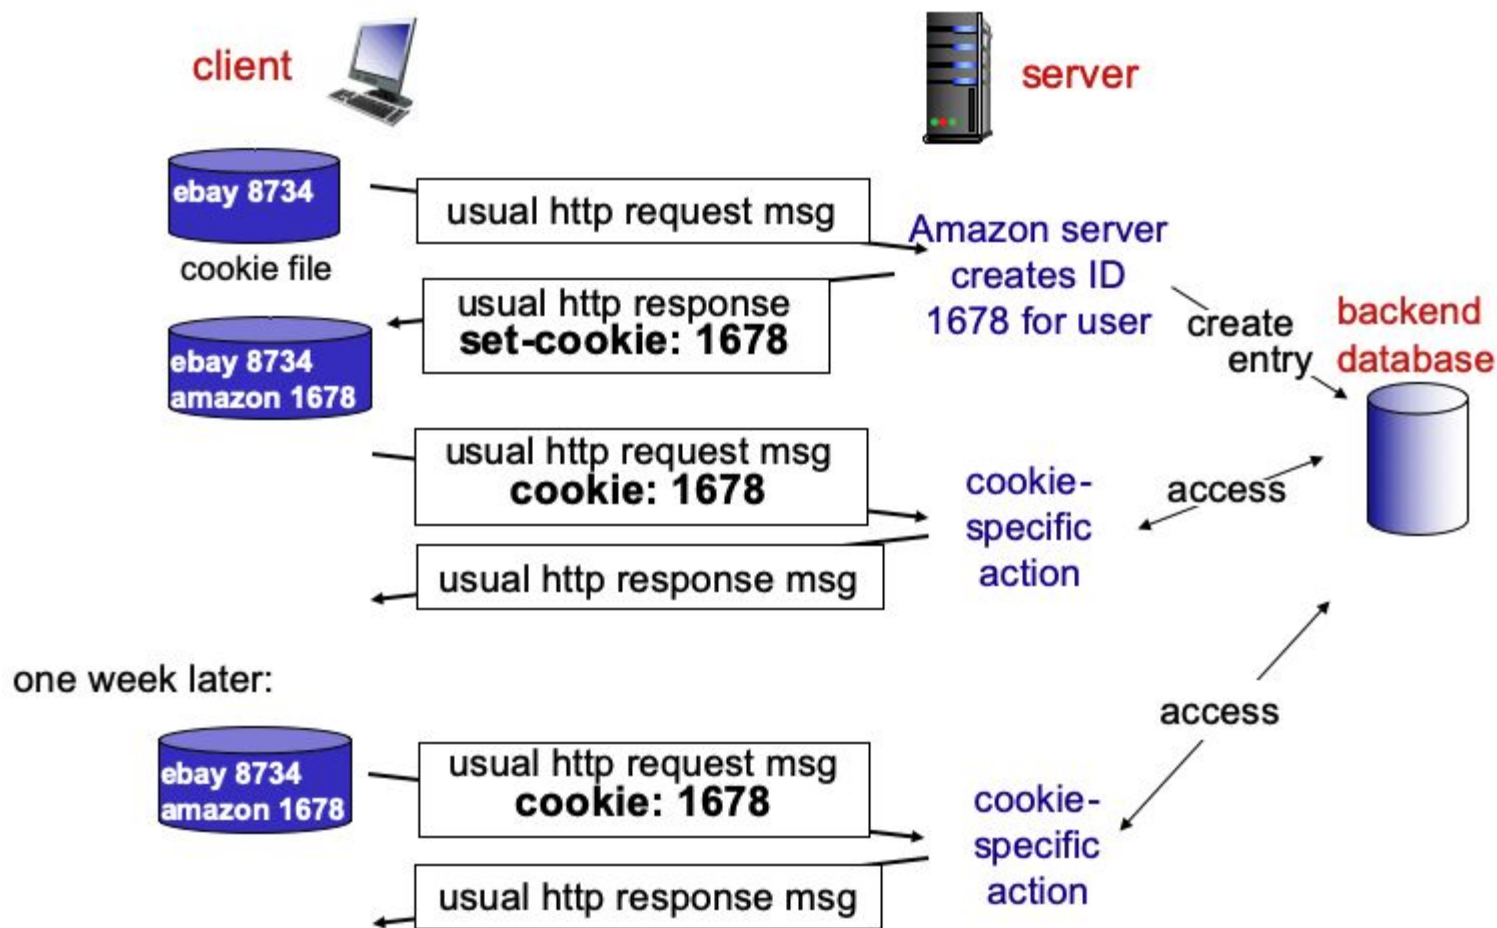 client
server
ebay 8734
usual http request msg
cookie file
Amazon server
creates ID
1678 for user
usual http response
set-cookie: 1678
create
entry
backend
database
ebay 8734
amazon 1678
usual http request msg
cookie: 1678
cookie-
specific
action
access
usual http response msg
one week later:
access
ebay 8734
amazon 1678
usual http request msg
cookie: 1678
cookie-
specific
action
usual http response msg